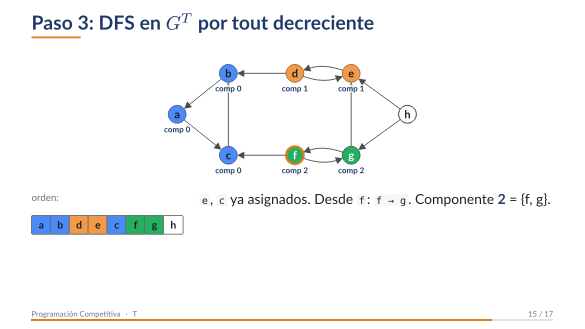 Paso 3: DFS en G^T por tout decreciente
b
d
e
comp 0
comp 1
comp 1
a
h
comp 0
c
f
g
comp 0
comp 2
comp 2
orden:
e, c ya asignados. Desde f: f → g. Componente 2 = {f, g}.
a b d e c f g h
Programación Competitiva · T
15 / 17